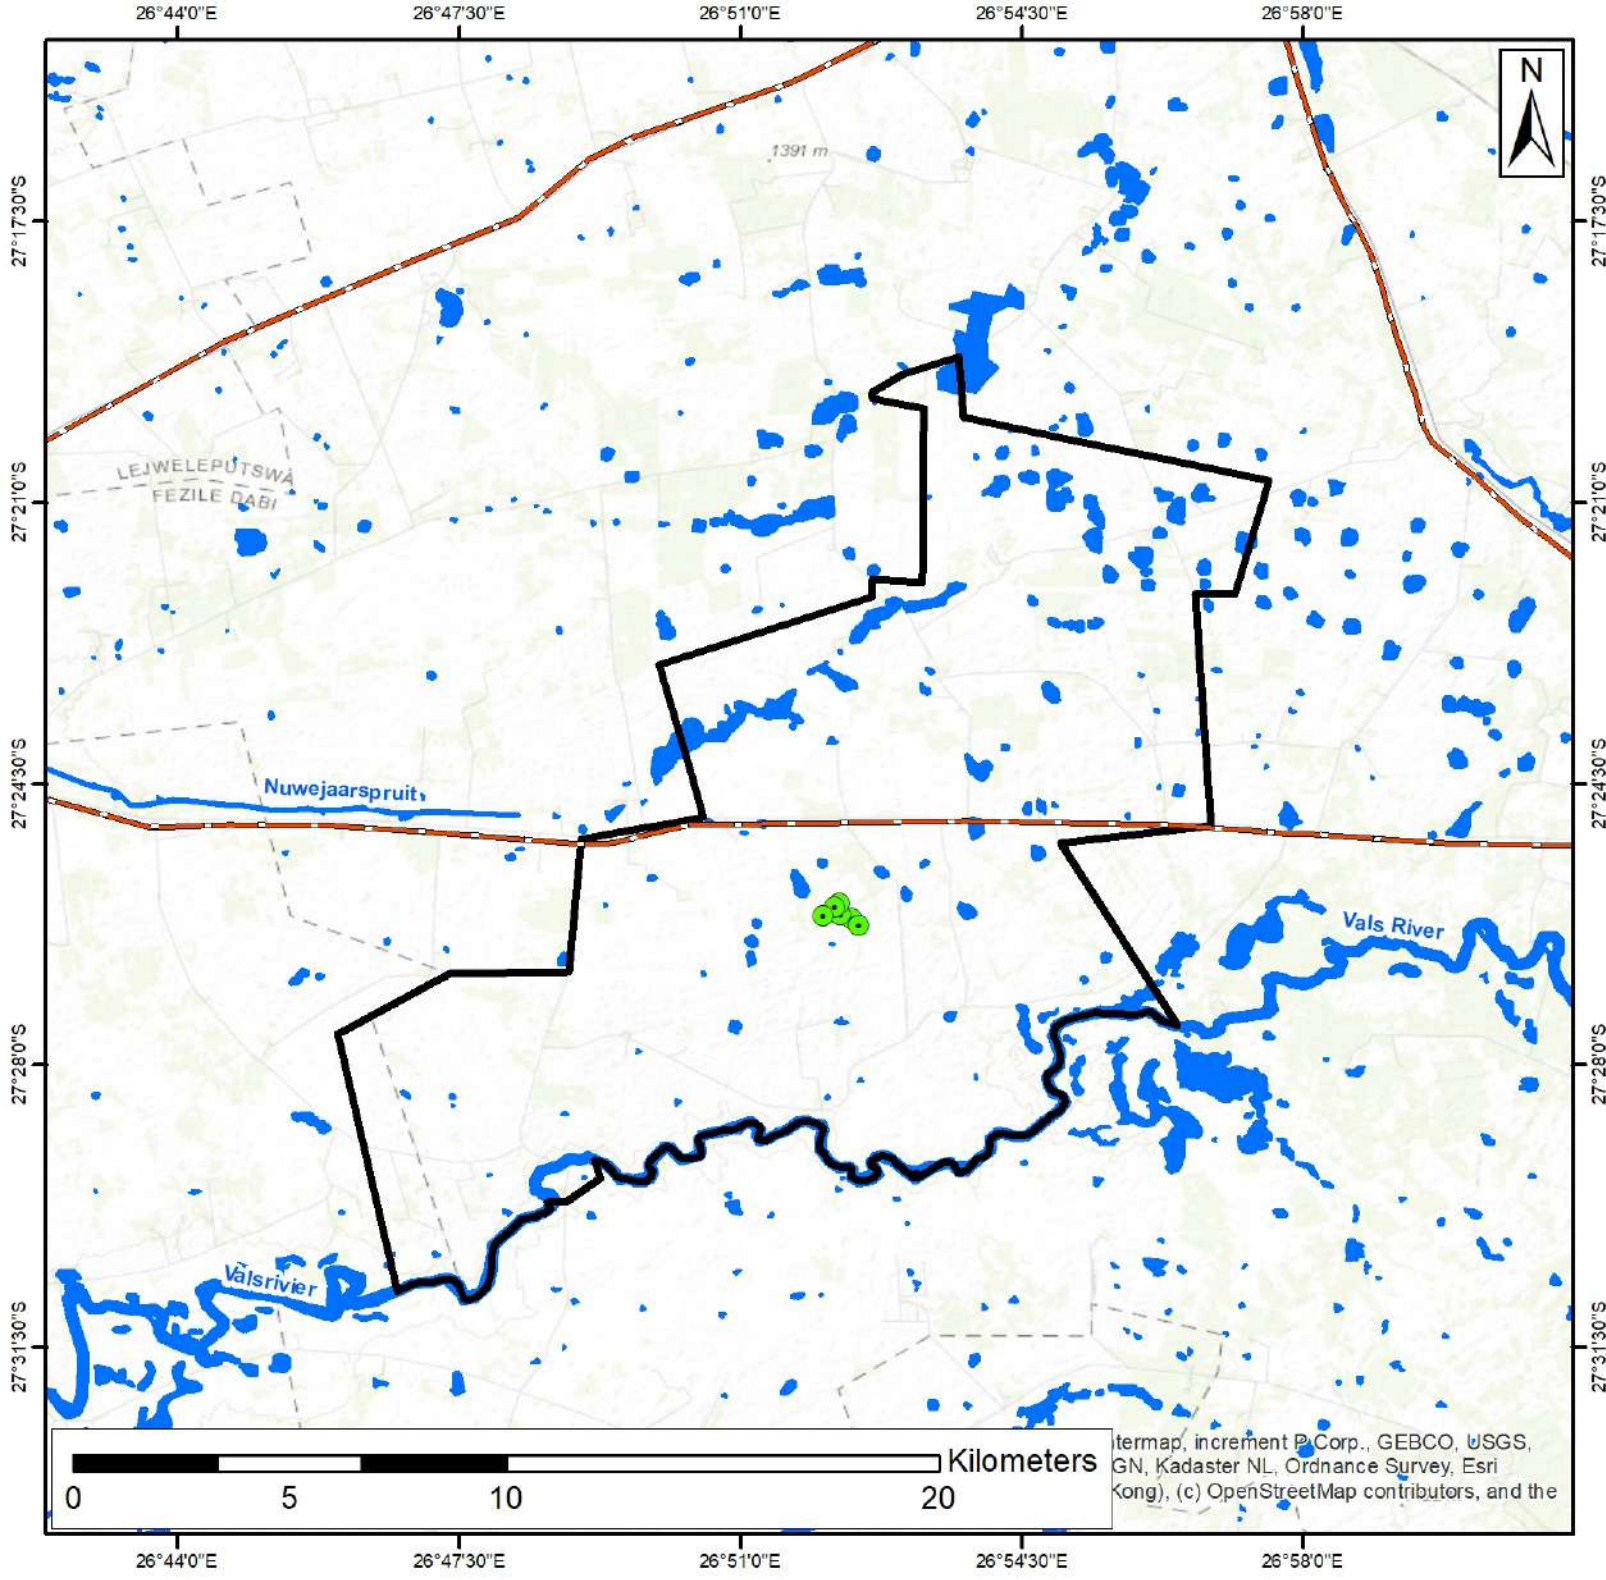 26°44'0"E 26°47'30"E 26°51'0"E 26°54'30"E 26°58'0"E
N
1391 m
27°17'30"S 27°17'30"S
LEJWELEPUTSWA
FEZILE DABI
27°21'0"S 27°21'0"S
Nuwejaarspruit
27°24'30"S 27°24'30"S
Vals River
27°28'0"S 27°28'0"S
Valsrivier
27°31'30"S 27°31'30"S
Kilometers
0 5 10 20
termap, increment P Corp., GEBCO, USGS,
GN, Kadaster NL, Ordnance Survey, Esri
Kong), (c) OpenStreetMap contributors, and the
26°44'0"E 26°47'30"E 26°51'0"E 26°54'30"E 26°58'0"E